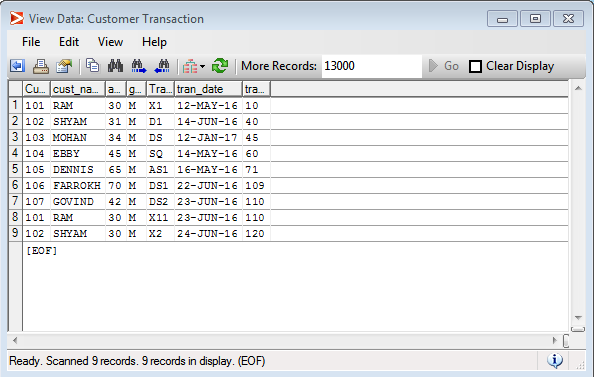 View Data: Customer Transaction
File Edit View Help
More Records: 13000 Go Clear Display
Cu... cust_na... a... g... Tra... tran_date tra...
1 101 RAM 30 M X1 12-MAY-16 10
2 102 SHYAM 31 M D1 14-JUN-16 40
3 103 MOHAN 34 M DS 12-JAN-17 45
4 104 EBBY 45 M SQ 14-MAY-16 60
5 105 DENNIS 65 M AS1 16-MAY-16 71
6 106 FARROKH 70 M DS1 22-JUN-16 109
7 107 GOVIND 42 M DS2 23-JUN-16 110
8 101 RAM 30 M X11 23-JUN-16 110
9 102 SHYAM 30 M X2 24-JUN-16 120
[EOF]
Ready. Scanned 9 records. 9 records in display. (EOF)